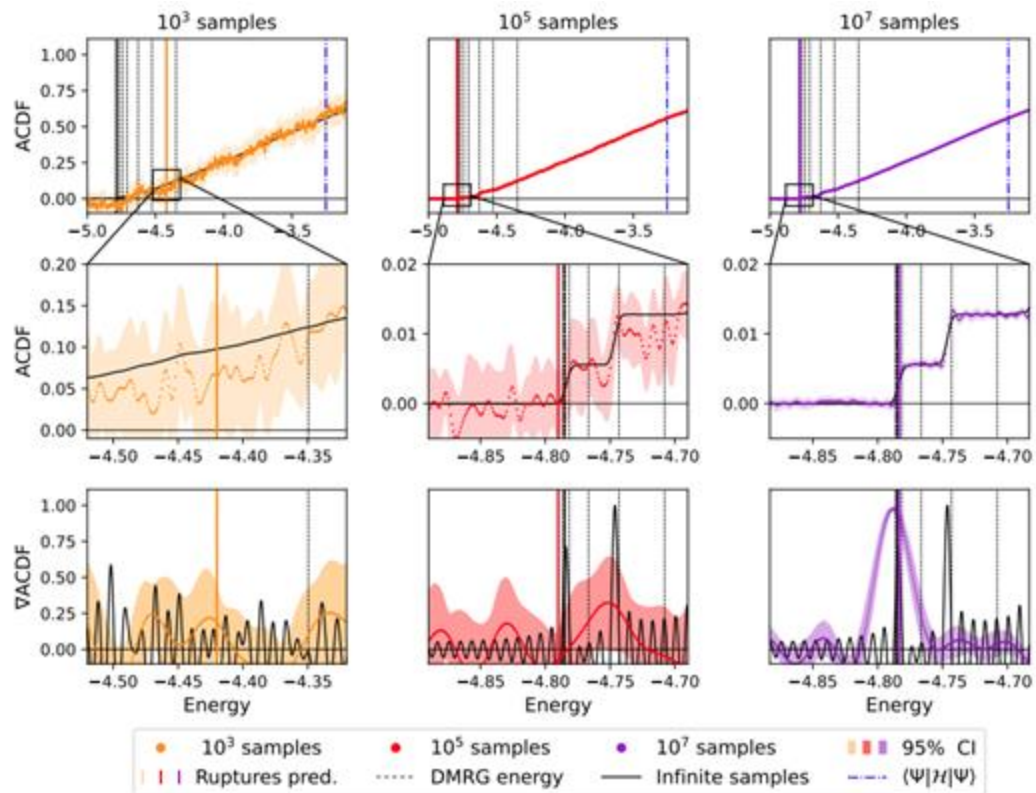 10³ samples 10⁵ samples 10⁷ samples
ACDF
1.00
0.75
0.50
0.25
0.00
−5.0 −4.5 −4.0 −3.5
−5.0 −4.5 −4.0 −3.5
−5.0 −4.5 −4.0 −3.5
ACDF
0.20
0.15
0.10
0.05
0.00
0.02
0.01
0.00
0.02
0.01
0.00
−4.50 −4.45 −4.40 −4.35
−4.85 −4.80 −4.75 −4.70
−4.85 −4.80 −4.75 −4.70
∇ACDF
1.00
0.75
0.50
0.25
0.00
−4.50 −4.45 −4.40 −4.35
−4.85 −4.80 −4.75 −4.70
−4.85 −4.80 −4.75 −4.70
Energy Energy Energy
10³ samples 10⁵ samples 10⁷ samples 95% CI
Ruptures pred. DMRG energy Infinite samples ⟨Ψ|ℋ|Ψ⟩